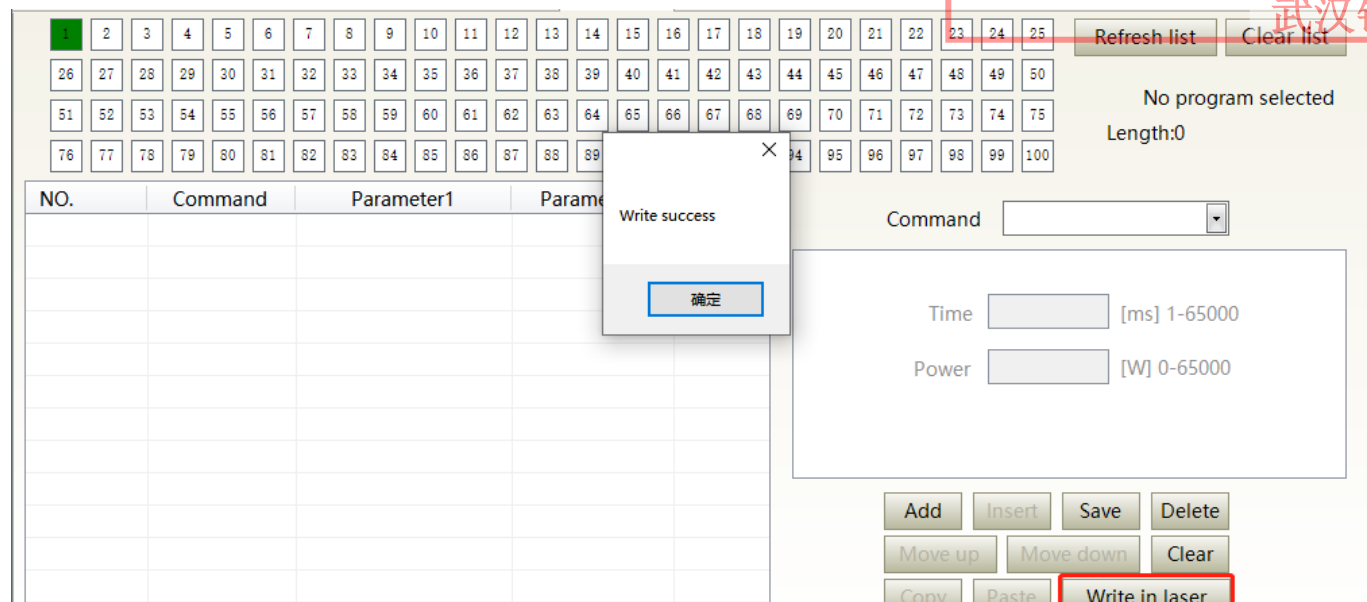 1 2 3 4 5 6 7 8 9 10 11 12 13 14 15 16 17 18 19 20 21 22 23 24 25 Refresh list Clear list
武汉
26 27 28 29 30 31 32 33 34 35 36 37 38 39 40 41 42 43 44 45 46 47 48 49 50
No program selected
51 52 53 54 55 56 57 58 59 60 61 62 63 64 65 66 67 68 69 70 71 72 73 74 75
Length:0
76 77 78 79 80 81 82 83 84 85 86 87 88 89 94 95 96 97 98 99 100
NO. Command Parameter1 Parame
Write success
确定
Command
Time [ms] 1-65000
Power [W] 0-65000
Add Insert Save Delete
Move up Move down Clear
Copy Paste Write in laser